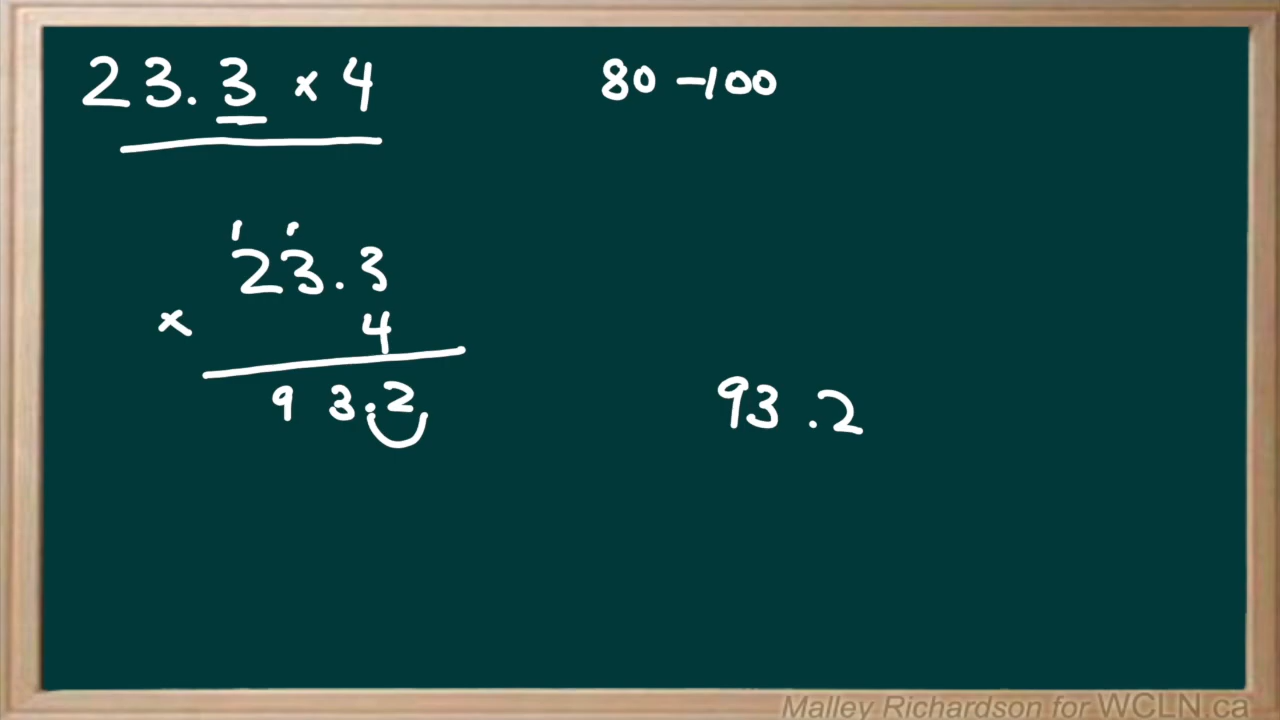 23.3 x 4
80 - 100
1 1
23.3
x 4
93.2
93.2
Malley Richardson for WCLN.ca